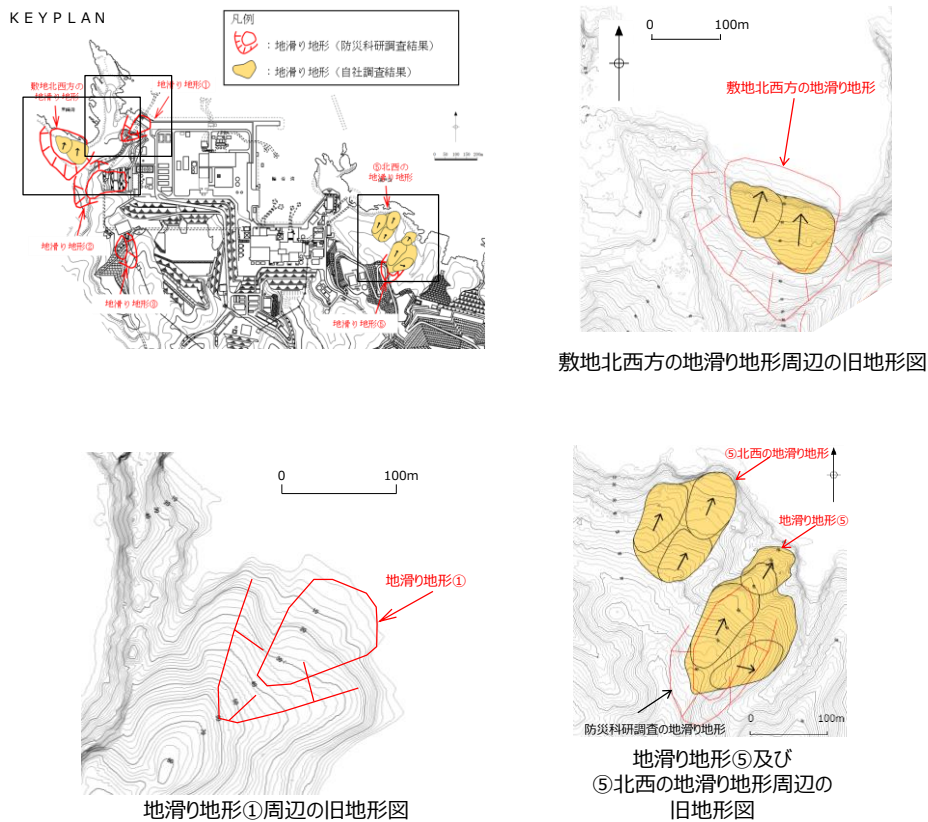 KEYPLAN
凡例
：地滑り地形（防災科研調査結果）
：地滑り地形（自社調査結果）
敷地北西方の
地滑り地形
地滑り地形①
⑤北西の
地滑り地形
地滑り地形②
地滑り地形③
地滑り地形⑤
0 100m
敷地北西方の地滑り地形
敷地北西方の地滑り地形周辺の旧地形図
0 100m
地滑り地形①
地滑り地形①周辺の旧地形図
⑤北西の地滑り地形
地滑り地形⑤
防災科研調査の地滑り地形
0 100m
地滑り地形⑤及び
⑤北西の地滑り地形周辺の
旧地形図